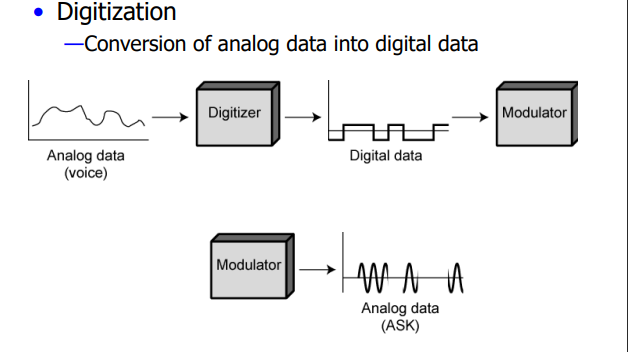 • Digitization
—Conversion of analog data into digital data
Digitizer
Modulator
Analog data
(voice)
Digital data
Modulator
Analog data
(ASK)